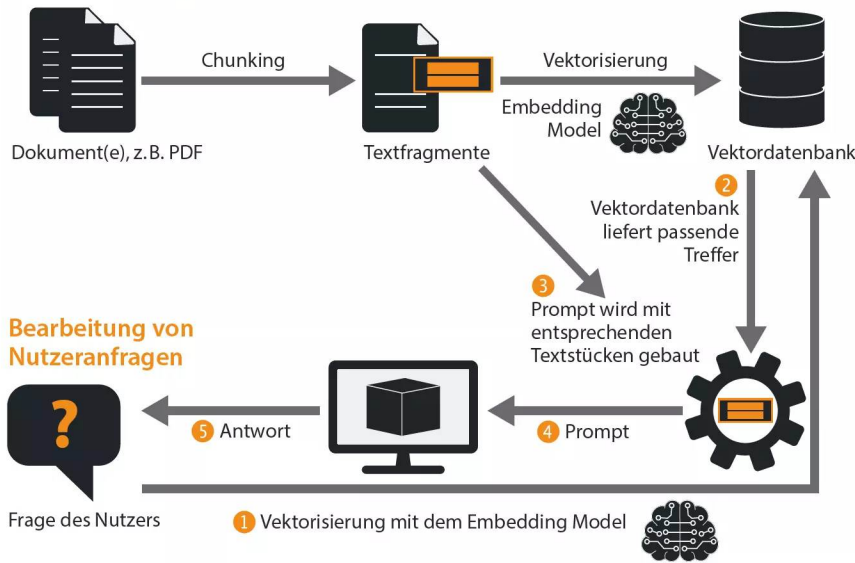 Chunking
Vektorisierung
Embedding
Model
Dokument(e), z. B. PDF
Textfragmente
Vektordatenbank
2
Vektordatenbank
liefert passende
Treffer
3
Prompt wird mit
entsprechenden
Textstücken gebaut
Bearbeitung von
Nutzeranfragen
?
5 Antwort
4 Prompt
Frage des Nutzers
1 Vektorisierung mit dem Embedding Model